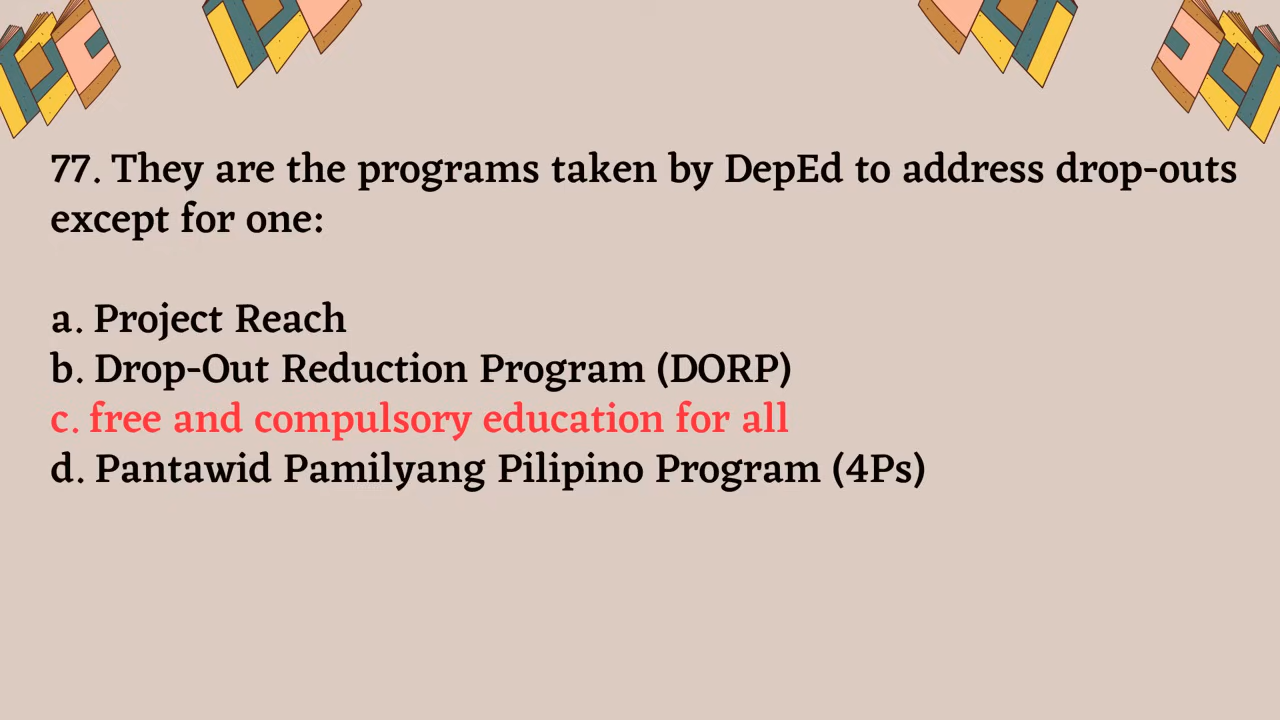 77. They are the programs taken by DepEd to address drop-outs
except for one:
a. Project Reach
b. Drop-Out Reduction Program (DORP)
c. free and compulsory education for all
d. Pantawid Pamilyang Pilipino Program (4Ps)